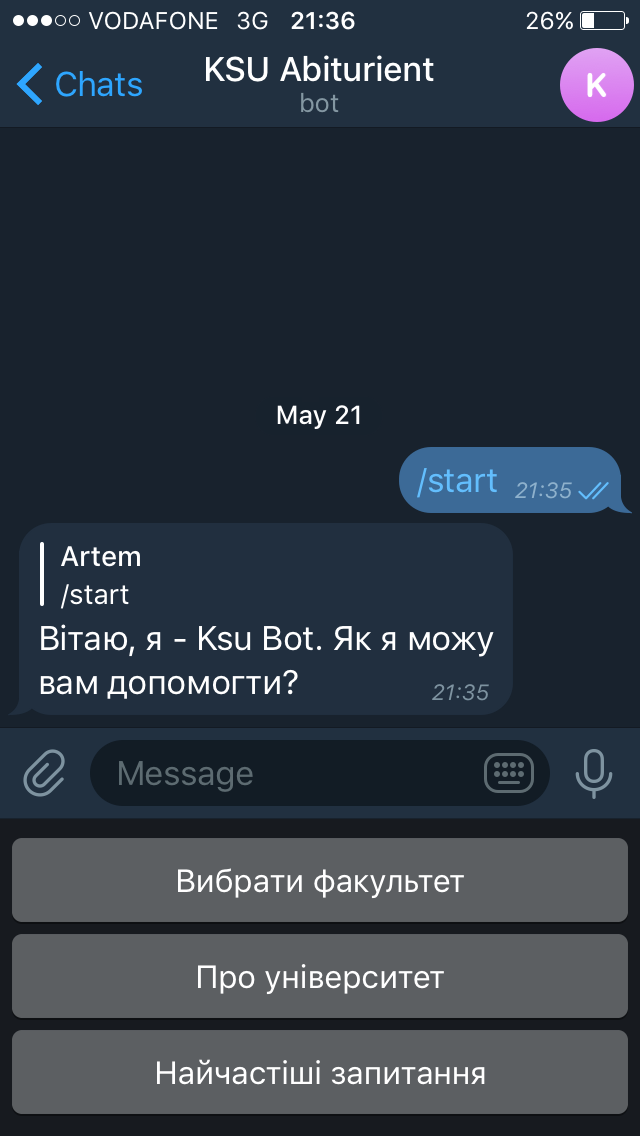 VODAFONE 3G 21:36 26%
Chats
KSU Abiturient
bot
K
May 21
/start 21:35
Artem
/start
Вітаю, я - Ksu Bot. Як я можу
вам допомогти? 21:35
Message
Вибрати факультет
Про університет
Найчастіші запитання